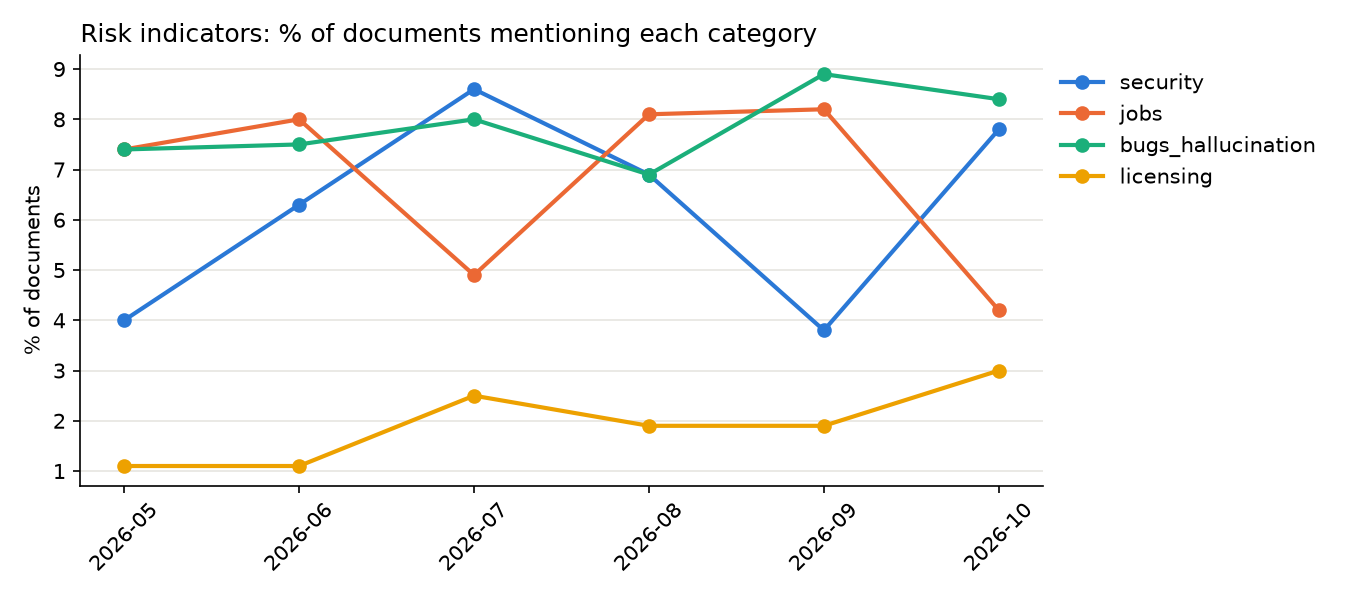 Risk indicators: % of documents mentioning each category
% of documents
9
8
7
6
5
4
3
2
1
2026-05
2026-06
2026-07
2026-08
2026-09
2026-10
security
jobs
bugs_hallucination
licensing